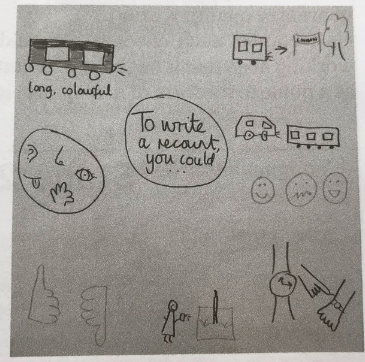 long, colourful
To write
a recount,
you could
...